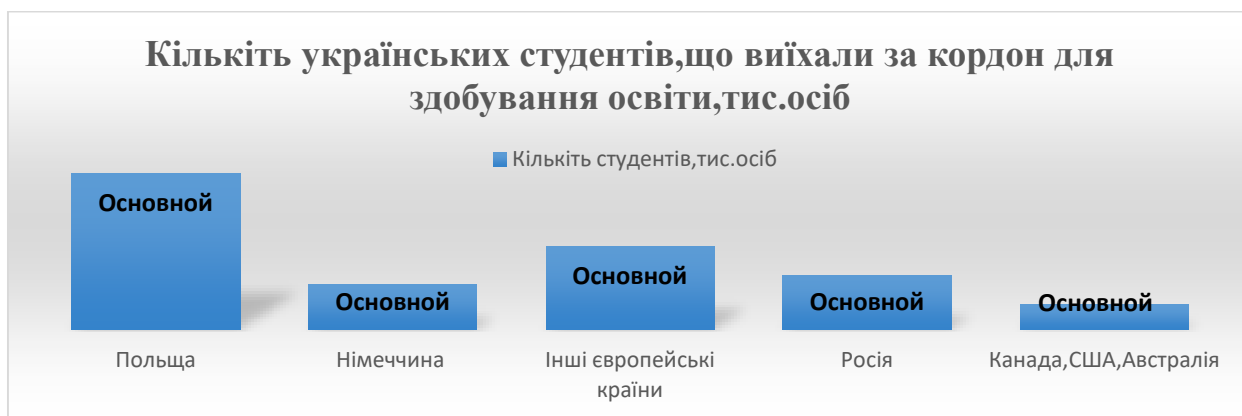 Кількіть українських студентів,що виїхали за кордон для
здобування освіти,тис.осіб
Кількість студентів,тис.осіб
Основной
Основной
Основной
Основной
Основной
Польща
Німеччина
Інші європейські
країни
Росія
Канада,США,Австралія